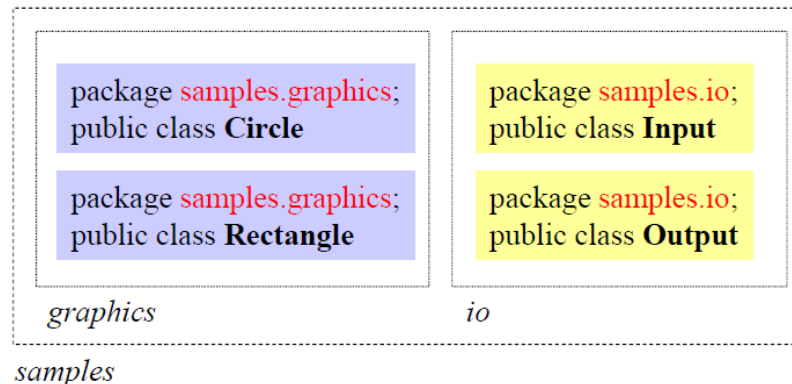 package samples.graphics;
public class Circle
package samples.graphics;
public class Rectangle
graphics
package samples.io;
public class Input
package samples.io;
public class Output
io
samples